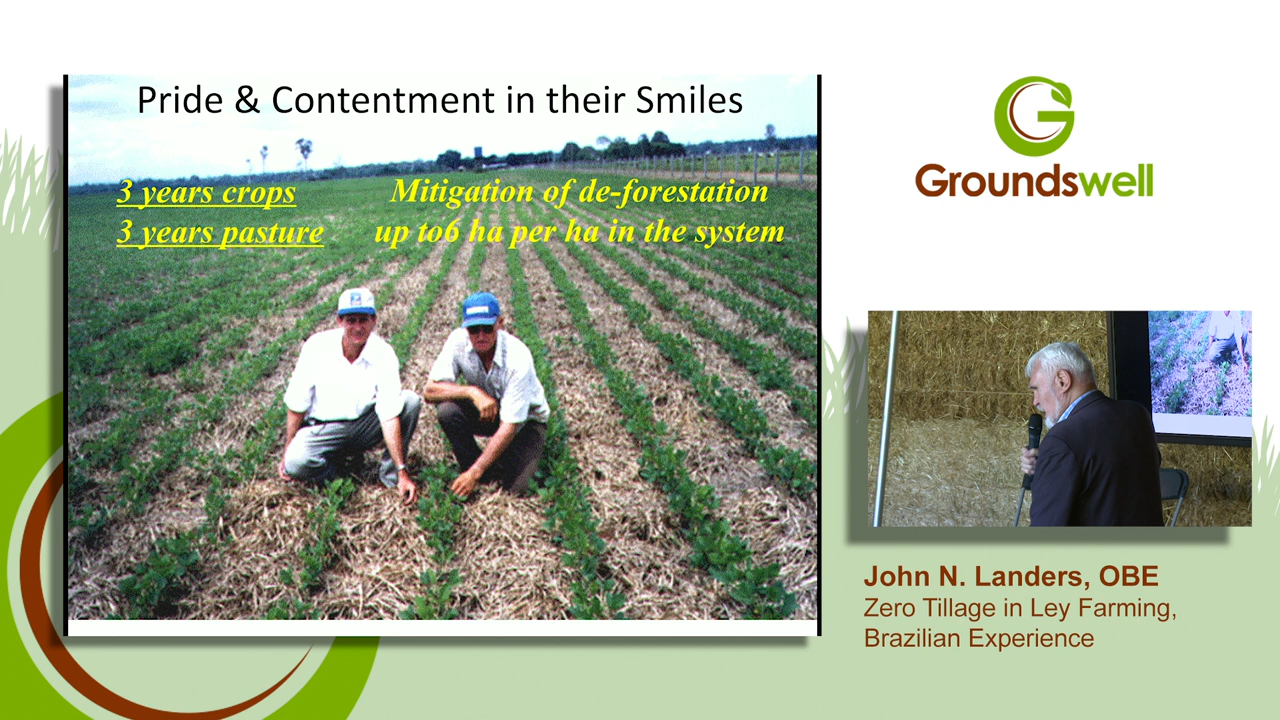 Pride & Contentment in their Smiles
3 years crops
3 years pasture
Mitigation of de-forestation
up to6 ha per ha in the system
Groundswell
John N. Landers, OBE
Zero Tillage in Ley Farming,
Brazilian Experience